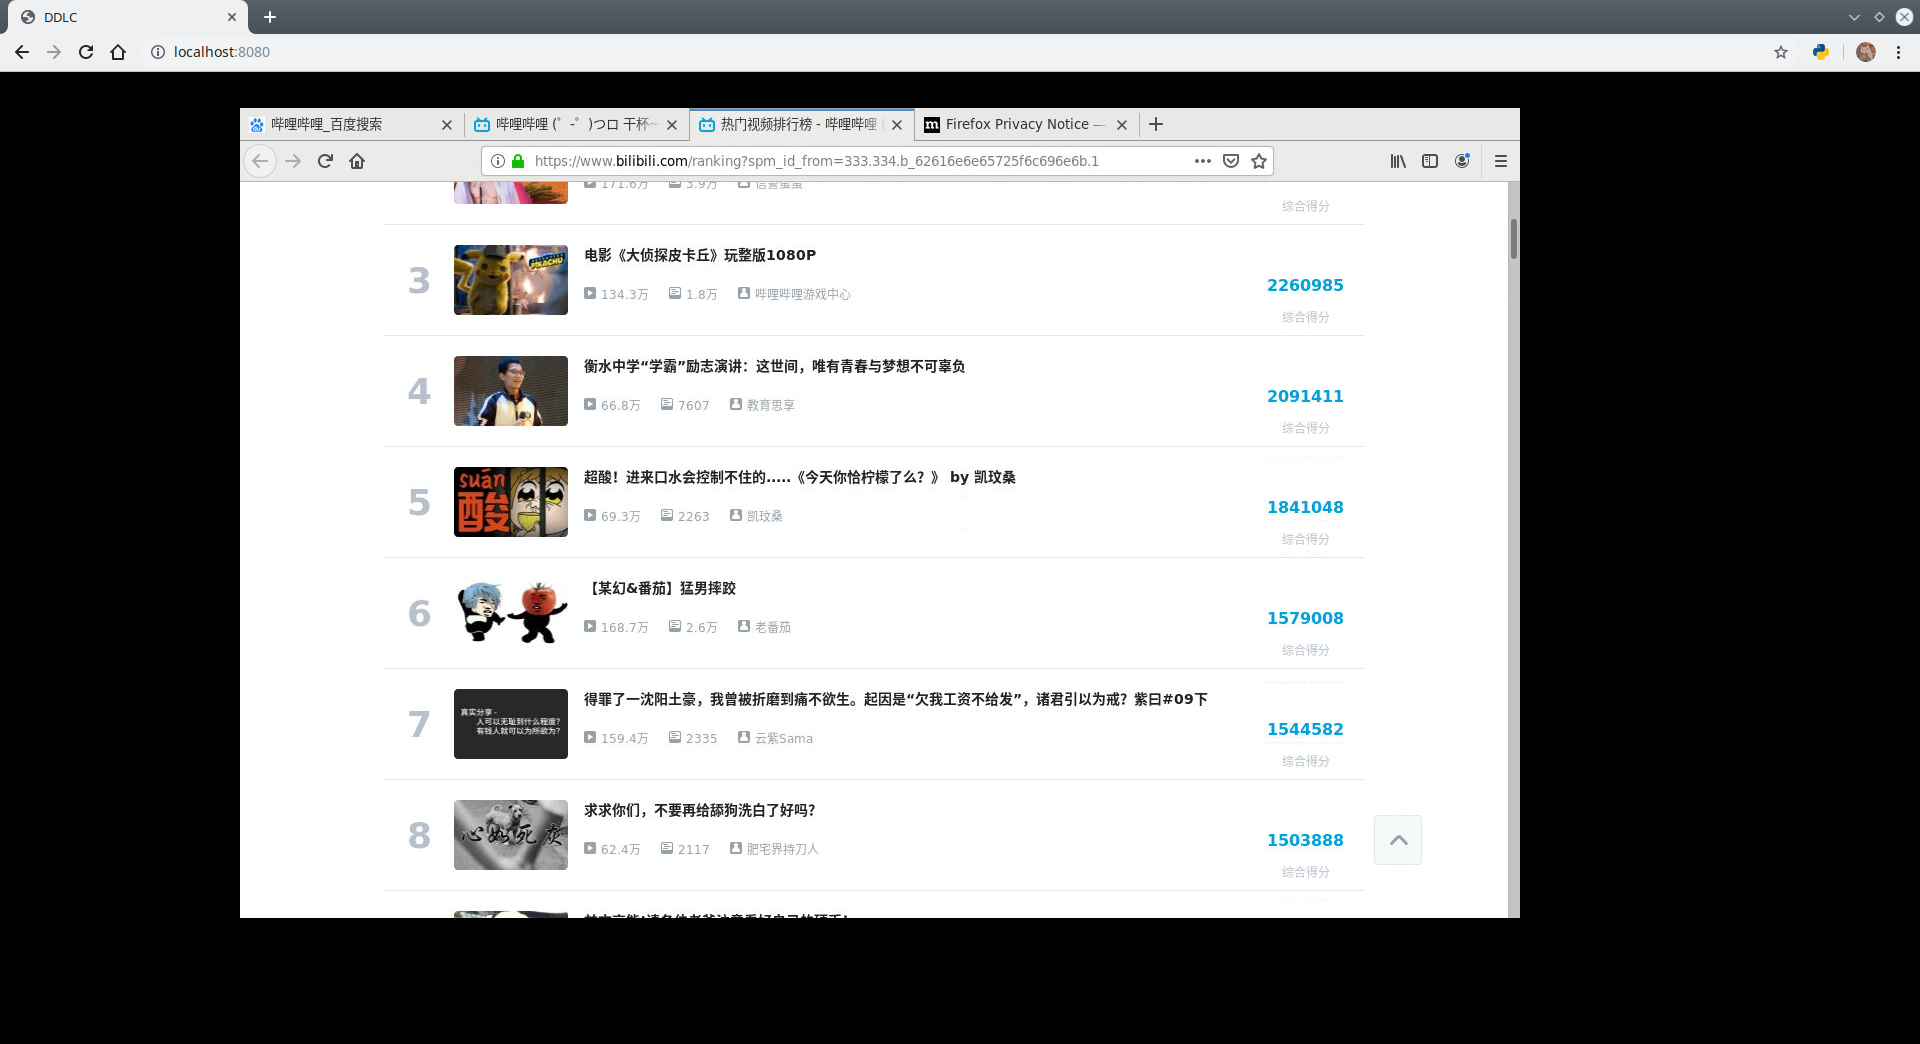 DDLC
localhost:8080
哔哩哔哩_百度搜索
哔哩哔哩 (゜-゜)つロ 干杯~
热门视频排行榜 - 哔哩哔哩 (
m
Firefox Privacy Notice —
https://www.bilibili.com/ranking?spm_id_from=333.334.b_62616e6e65725f6c696e6b.1
171.6万 3.9万
综合得分
3
电影《大侦探皮卡丘》玩整版1080P
134.3万 1.8万 哔哩哔哩游戏中心
2260985
综合得分
PIKACHU
4
衡水中学“学霸”励志演讲：这世间，唯有青春与梦想不可辜负
66.8万 7607 教育思享
2091411
综合得分
5
suān
酸
超酸！进来口水会控制不住的.....《今天你恰柠檬了么？》 by 凯玟桑
69.3万 2263 凯玟桑
1841048
综合得分
6
【某幻&番茄】猛男摔跤
168.7万 2.6万 老番茄
1579008
综合得分
7
真实分享 -
人可以无耻到什么程度?
有钱人就可以为所欲为?
得罪了一沈阳土豪，我曾被折磨到痛不欲生。起因是“欠我工资不给发”，诸君引以为戒？紫曰#09下
159.4万 2335 云紫Sama
1544582
综合得分
8
心如死灰
求求你们，不要再给舔狗洗白了好吗？
62.4万 2117 肥宅界持刀人
1503888
综合得分